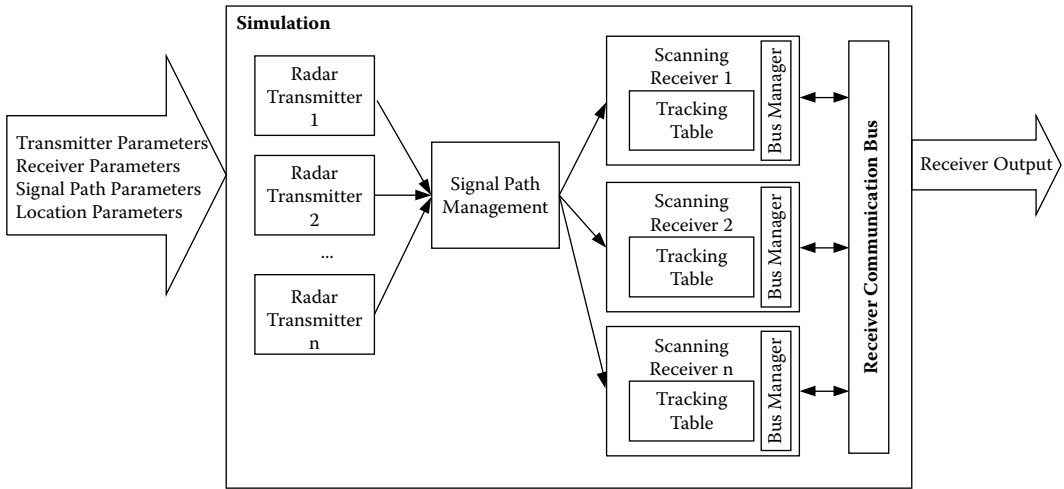 Simulation
Transmitter Parameters
Receiver Parameters
Signal Path Parameters
Location Parameters
Radar
Transmitter
1
Radar
Transmitter
2
...
Radar
Transmitter
n
Signal Path
Management
Scanning
Receiver 1
Tracking
Table
Bus Manager
Scanning
Receiver 2
Tracking
Table
Bus Manager
Scanning
Receiver n
Tracking
Table
Bus Manager
Receiver Communication Bus
Receiver Output